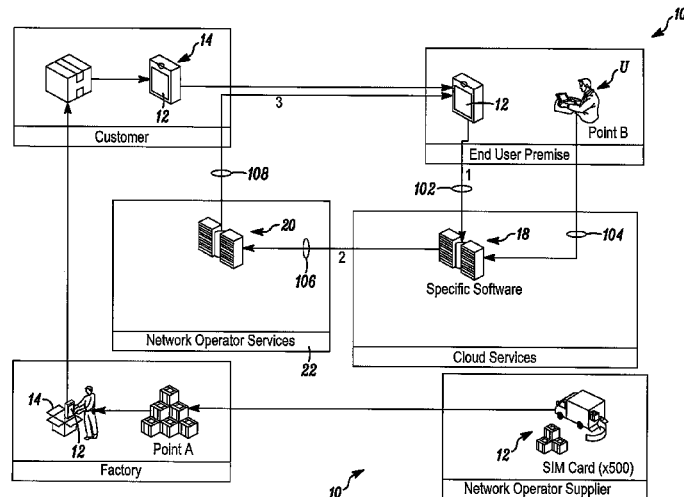 10
14
12
Customer
3
12
U
Point B
End User Premise
108
102
1
104
20
106
2
18
Specific Software
Network Operator Services
22
Cloud Services
14
12
Point A
Factory
12
SIM Card (x500)
Network Operator Supplier
10